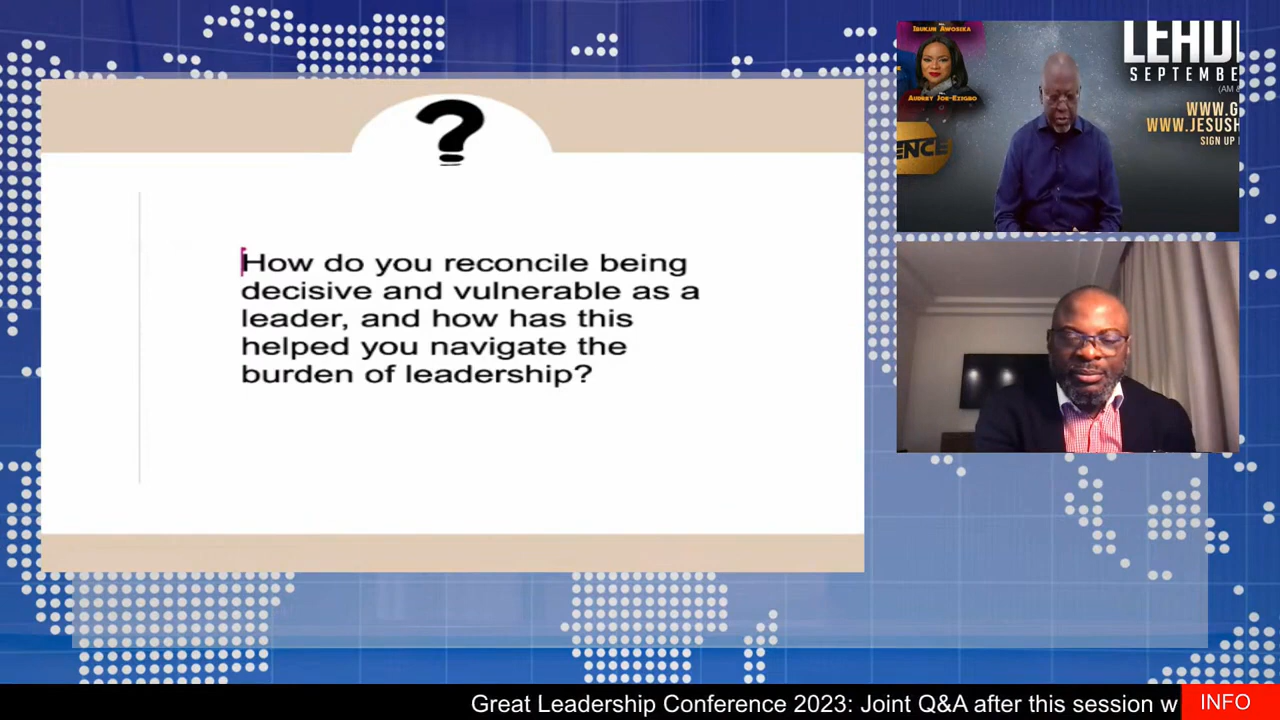 ?
How do you reconcile being
decisive and vulnerable as a
leader, and how has this
helped you navigate the
burden of leadership?
IBUKUN AWOSIKA
AUDREY JOE-EZIGBO
ENCE
SEPTEMBE
(AM &
WWW.G
WWW.JESUSH
SIGN UP
Great Leadership Conference 2023: Joint Q&A after this session w
INFO